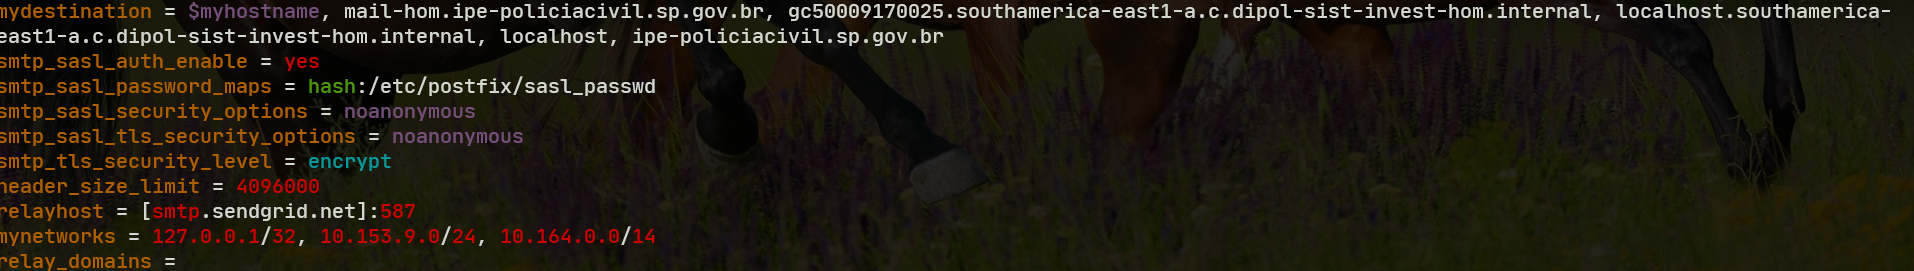 mydestination = $myhostname, mail-hom.ipe-policiacivil.sp.gov.br, gc50009170025.southamerica-east1-a.c.dipol-sist-invest-hom.internal, localhost.southamerica-
east1-a.c.dipol-sist-invest-hom.internal, localhost, ipe-policiacivil.sp.gov.br
smtp_sasl_auth_enable = yes
smtp_sasl_password_maps = hash:/etc/postfix/sasl_passwd
smtp_sasl_security_options = noanonymous
smtp_sasl_tls_security_options = noanonymous
smtp_tls_security_level = encrypt
header_size_limit = 4096000
relayhost = [smtp.sendgrid.net]:587
mynetworks = 127.0.0.1/32, 10.153.9.0/24, 10.164.0.0/14
relay_domains =